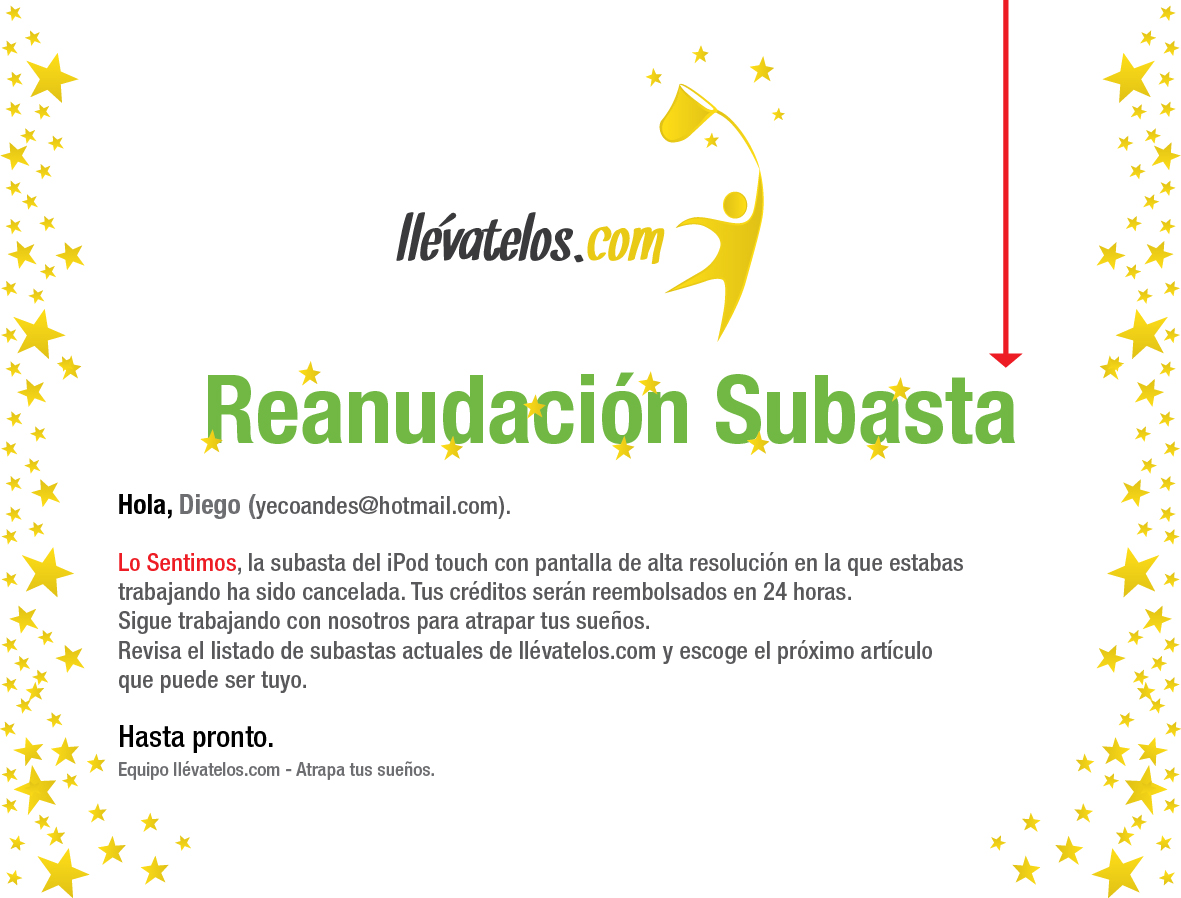 llévatelos.com
Reanudación Subasta
Hola, Diego (yecoandes@hotmail.com).
Lo Sentimos, la subasta del iPod touch con pantalla de alta resolución en la que estabas
trabajando ha sido cancelada. Tus créditos serán reembolsados en 24 horas.
Sigue trabajando con nosotros para atrapar tus sueños.
Revisa el listado de subastas actuales de llévatelos.com y escoge el próximo artículo
que puede ser tuyo.
Hasta pronto.
Equipo llévatelos.com - Atrapa tus sueños.